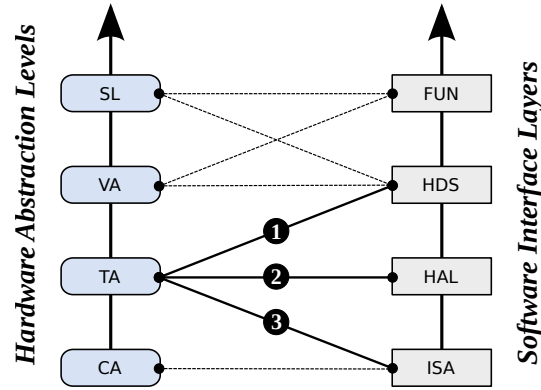 Hardware Abstraction Levels
SL
FUN
VA
HDS
1
TA
2
HAL
3
CA
ISA
Software Interface Layers